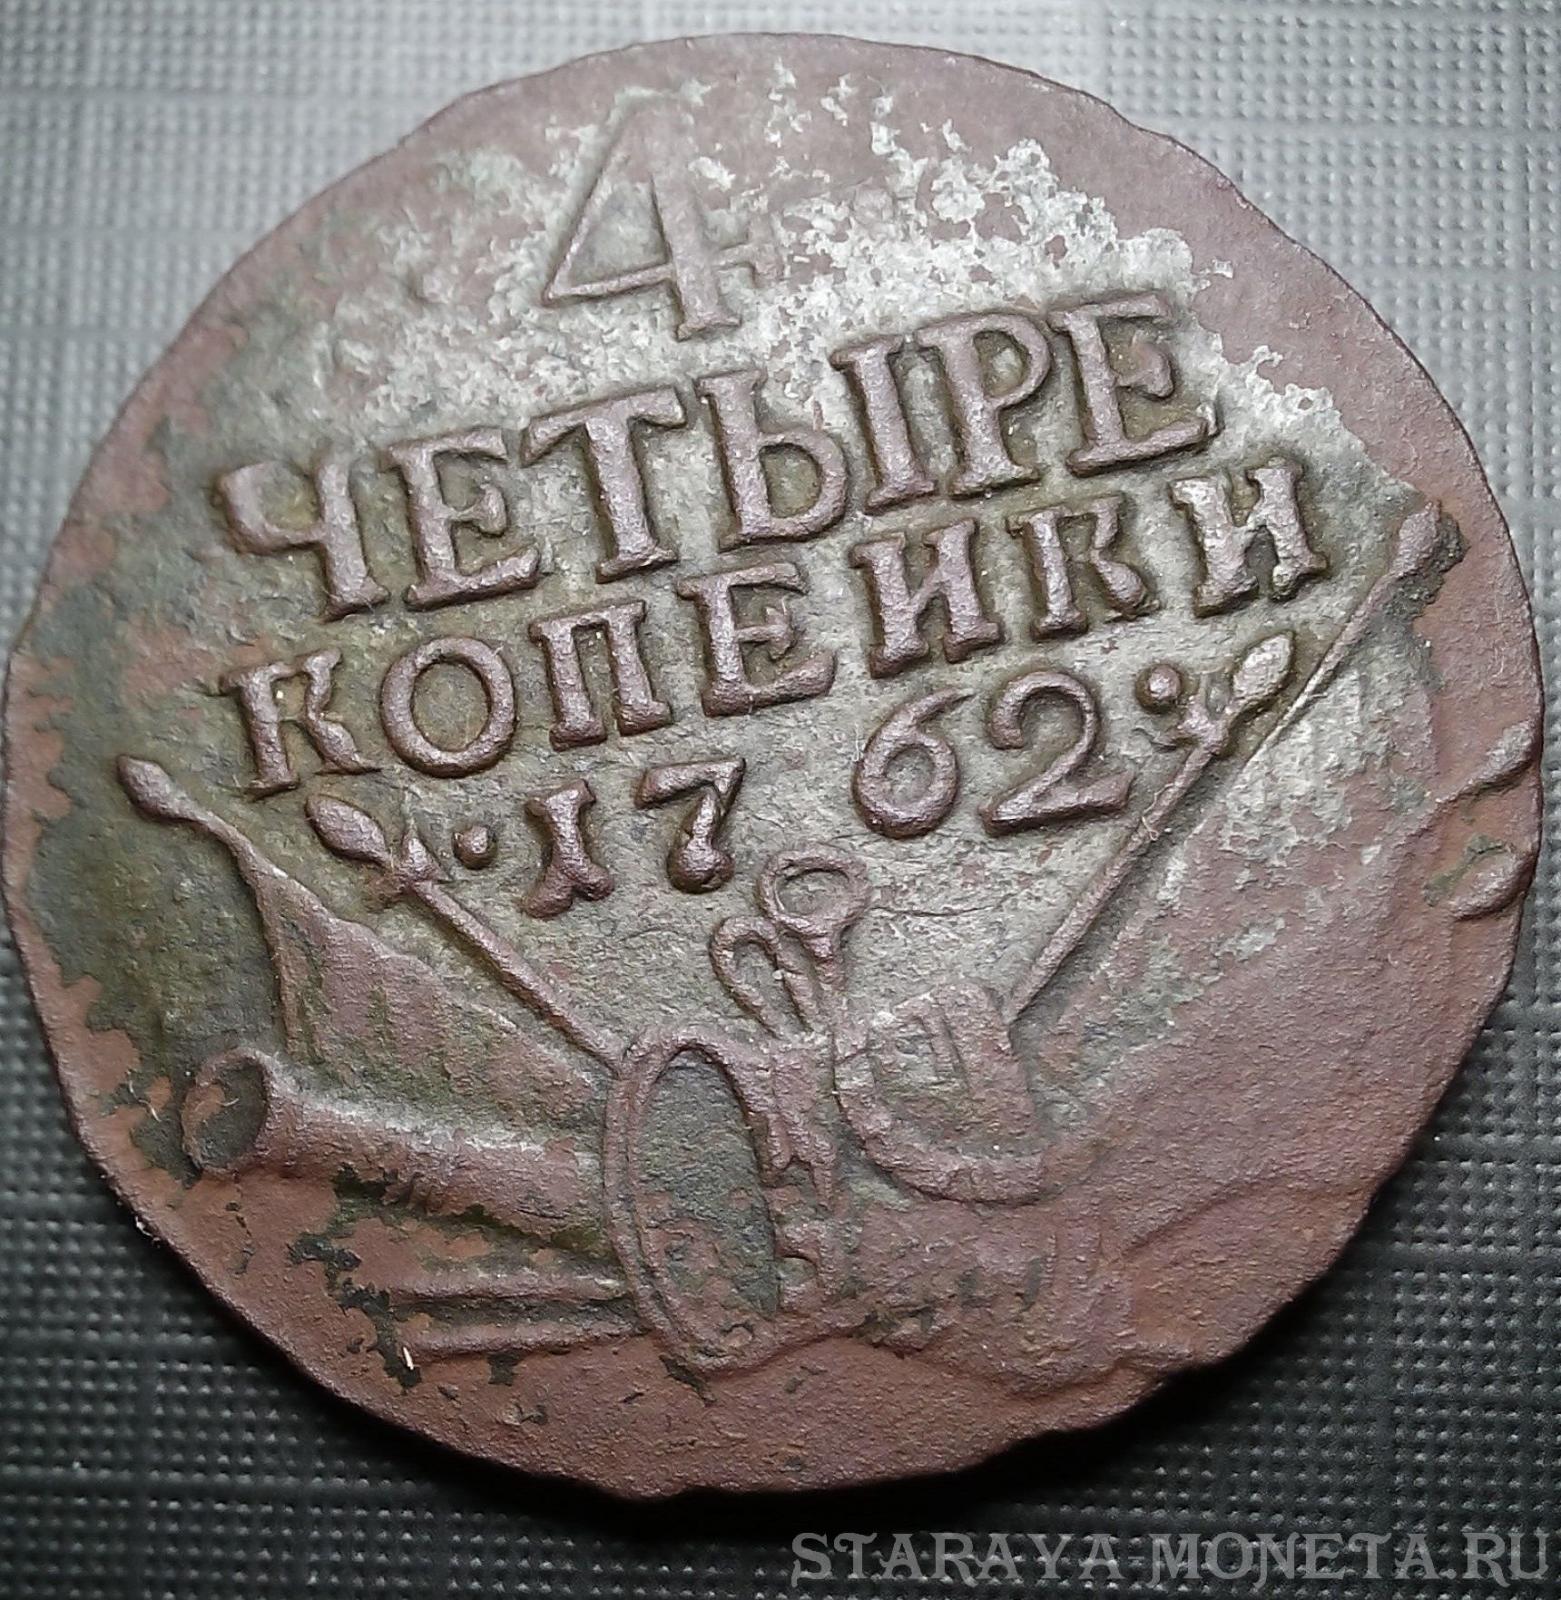 4
ЧЕТЫРЕ
КОПЕИКИ
·1762·
STARAYA-MONETA.RU